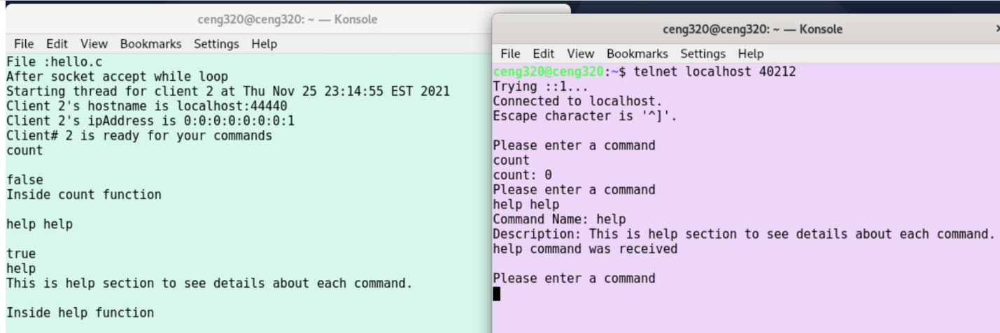 ceng320@ceng320: ~ — Konsole
File Edit View Bookmarks Settings Help
File :hello.c
After socket accept while loop
Starting thread for client 2 at Thu Nov 25 23:14:55 EST 2021
Client 2's hostname is localhost:44440
Client 2's ipAddress is 0:0:0:0:0:0:0:1
Client# 2 is ready for your commands
count
false
Inside count function
help help
true
help
This is help section to see details about each command.
Inside help function
ceng320@ceng320: ~ — Konsole
File Edit View Bookmarks Settings Help
ceng320@ceng320:~$ telnet localhost 40212
Trying ::1...
Connected to localhost.
Escape character is '^]'.
Please enter a command
count
count: 0
Please enter a command
help help
Command Name: help
Description: This is help section to see details about each command.
help command was received
Please enter a command